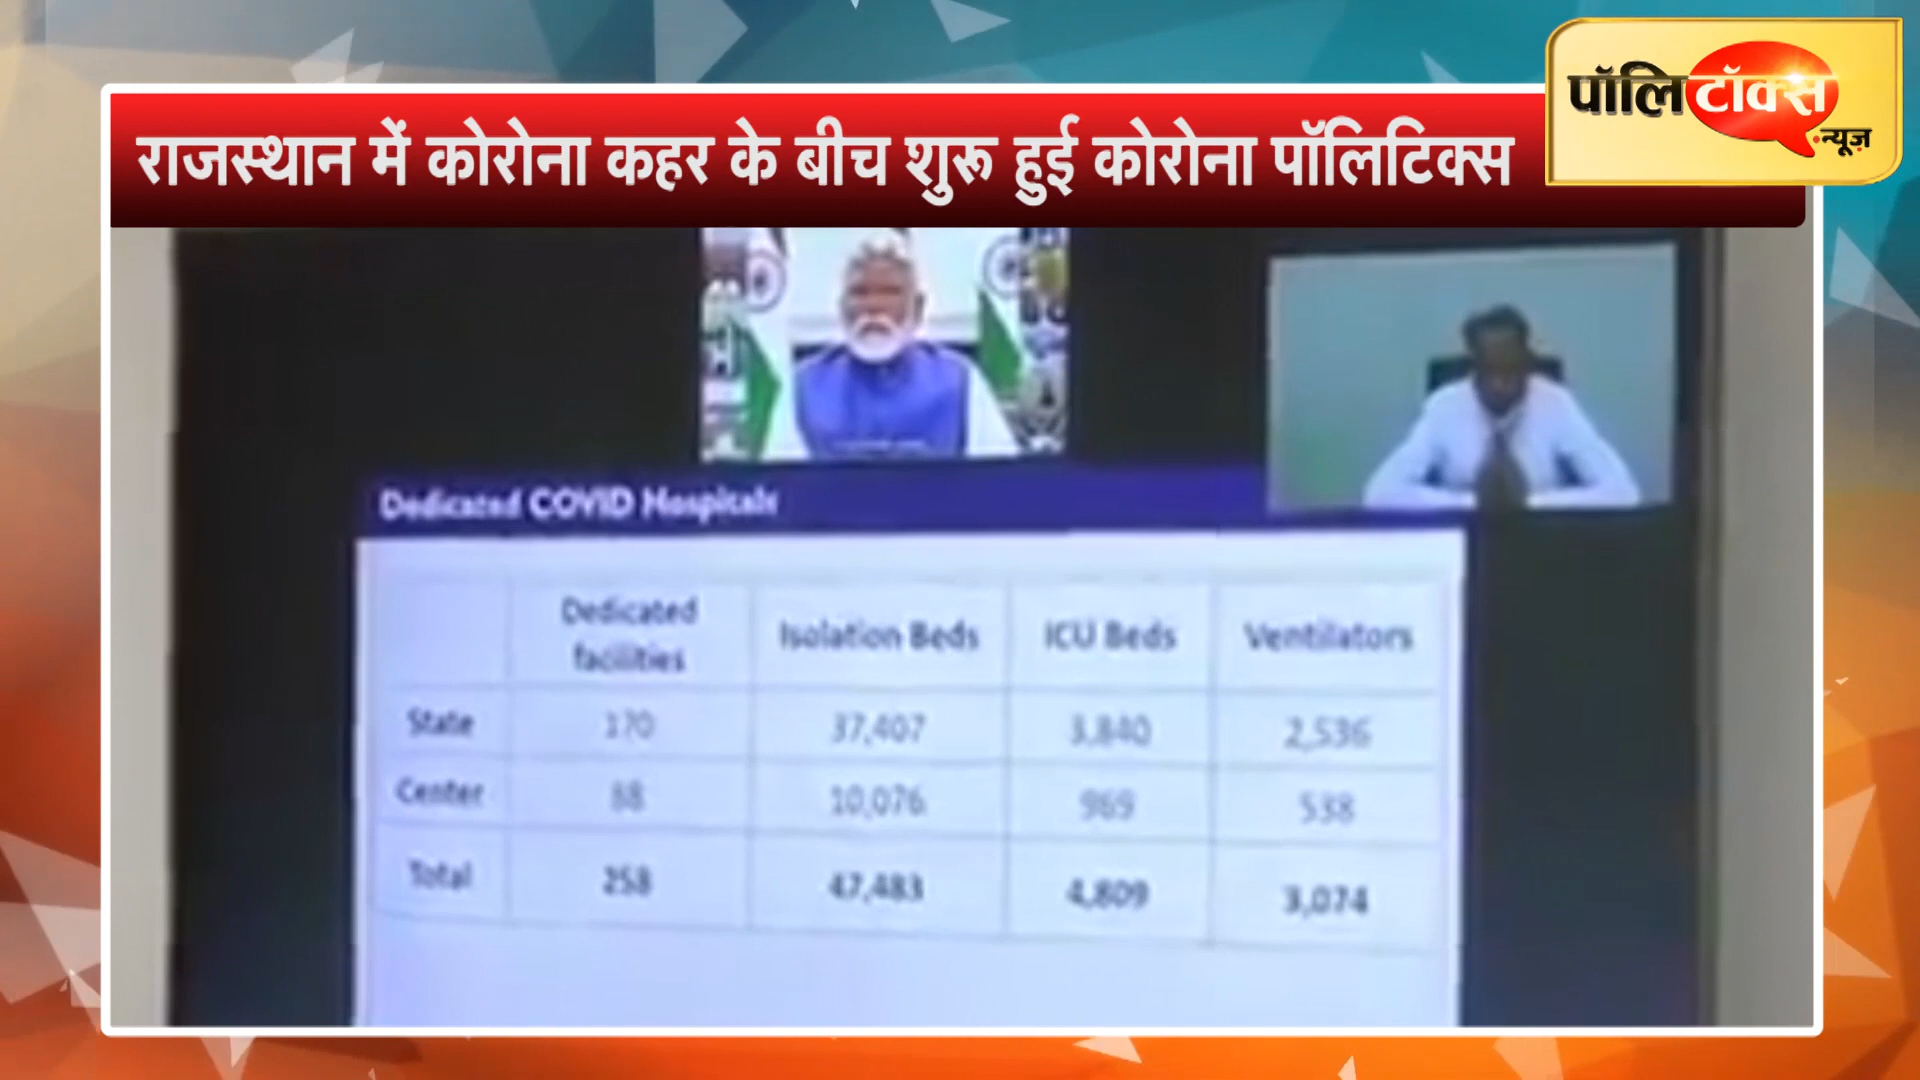 पॉलिटॉक्स
न्यूज़
राजस्थान में कोरोना कहर के बीच शुरू हुई कोरोना पॉलिटिक्स
Dedicated COVID Hospitals
Dedicated facilities Isolation Beds ICU Beds Ventilators
State 170 37,407 3,840 2,536
Center 88 10,076 969 538
Total 258 47,483 4,809 3,074